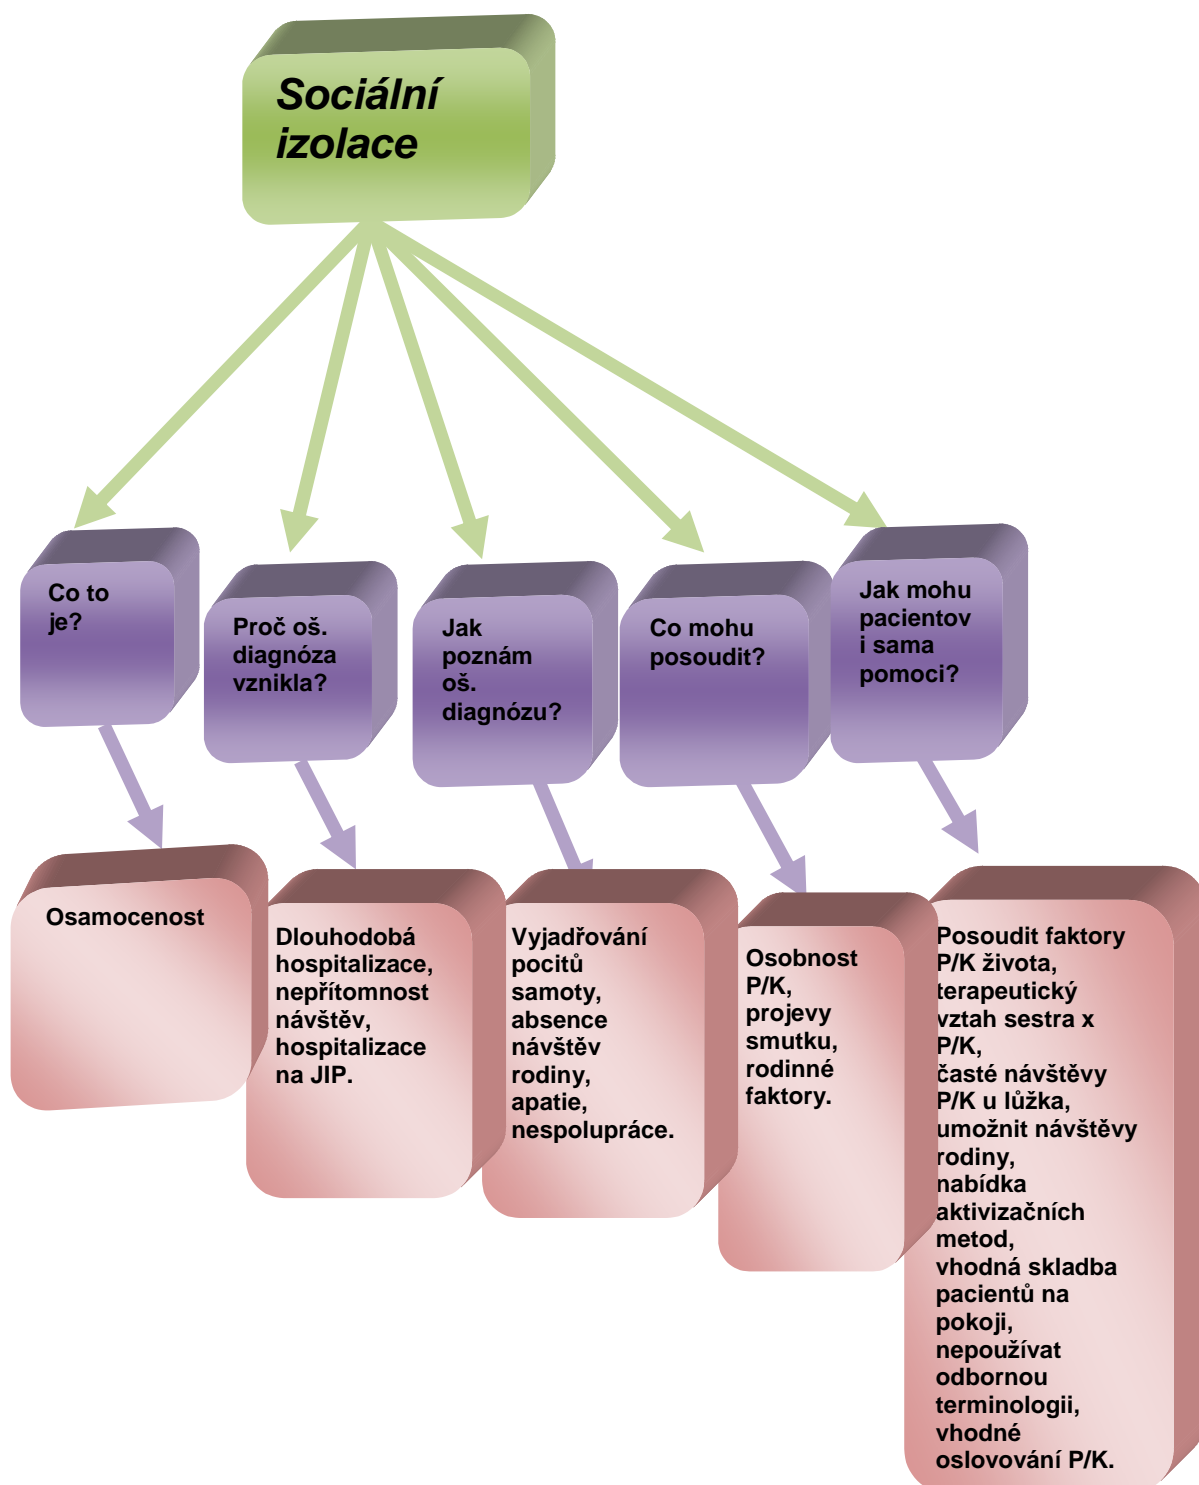 Sociální
izolace
Co to
je?
Proč oš.
diagnóza
vznikla?
Jak
poznám
oš.
diagnózu?
Co mohu
posoudit?
Jak mohu
pacientov
i sama
pomoci?
Osamocenost
Dlouhodobá
hospitalizace,
nepřítomnost
návštěv,
hospitalizace
na JIP.
Vyjadřování
pocitů
samoty,
absence
návštěv
rodiny,
apatie,
nespolupráce.
Osobnost
P/K,
projevy
smutku,
rodinné
faktory.
Posoudit faktory
P/K života,
terapeutický
vztah sestra x
P/K,
časté návštěvy
P/K u lůžka,
umožnit návštěvy
rodiny,
nabídka
aktivizačních
metod,
vhodná skladba
pacientů na
pokoji,
nepoužívat
odbornou
terminologii,
vhodné
oslovování P/K.